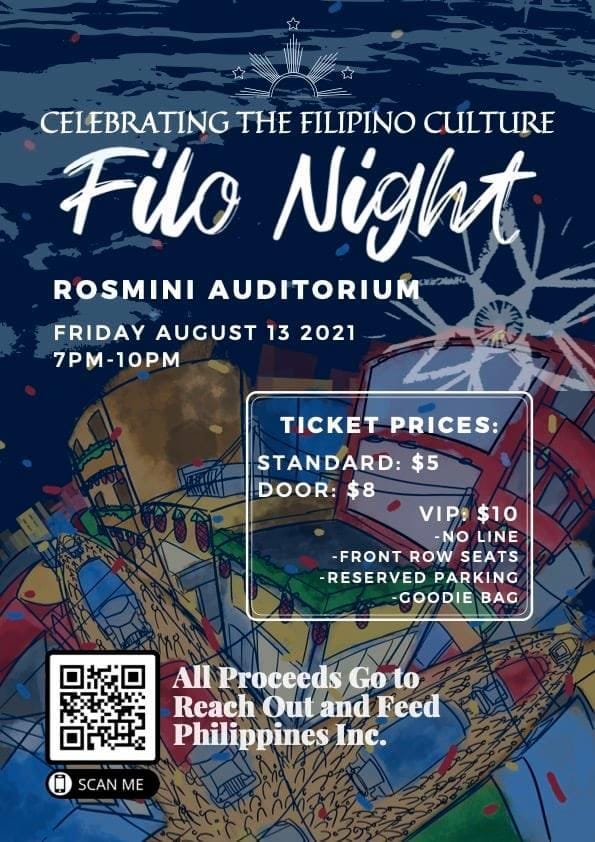 CELEBRATING THE FILIPINO CULTURE
Filo Night
ROSMINI AUDITORIUM
FRIDAY AUGUST 13 2021
7PM-10PM
TICKET PRICES:
STANDARD: $5
DOOR: $8
VIP: $10
-NO LINE
-FRONT ROW SEATS
-RESERVED PARKING
-GOODIE BAG
All Proceeds Go to
Reach Out and Feed
Philippines Inc.
SCAN ME